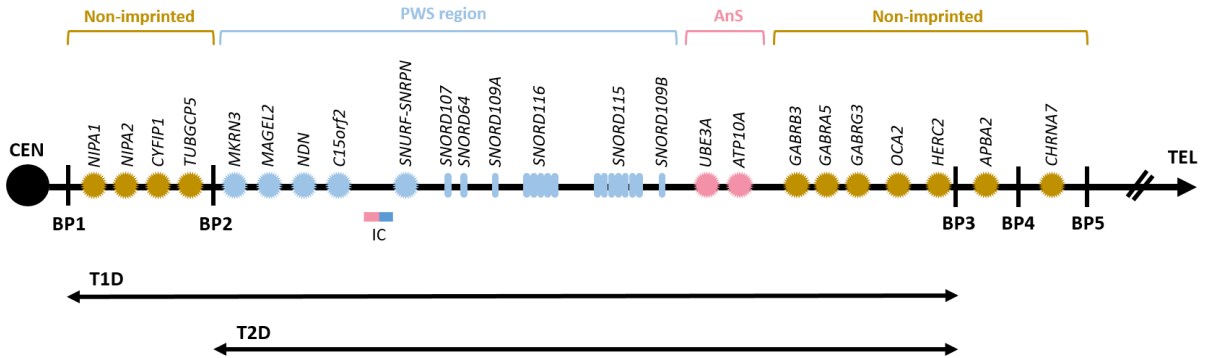 Non-imprinted PWS region AnS Non-imprinted
NIPA1 NIPA2 CYFIP1 TUBGCP5 MKRN3 MAGEL2 NDN C15orf2 SNURF-SNRPN SNORD107 SNORD64 SNORD109A SNORD116 SNORD115 SNORD109B UBE3A ATP10A GABRB3 GABRA5 GABRG3 OCA2 HERC2 APBA2 CHRNA7
CEN TEL
BP1 BP2 BP3 BP4 BP5
IC
T1D
T2D